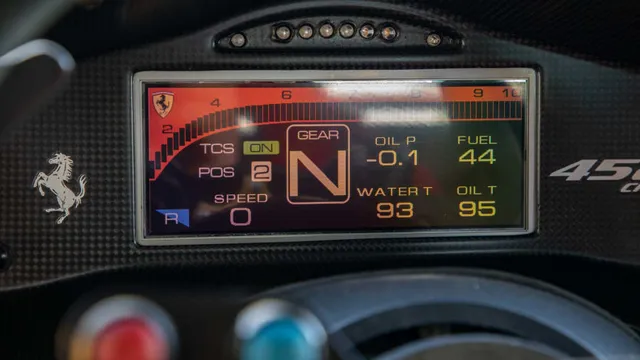 4 6 9 10
2
TCS ON
POS 2
SPEED
0
R
GEAR
N
OIL P
-0.1
FUEL
44
WATER T
93
OIL T
95
458